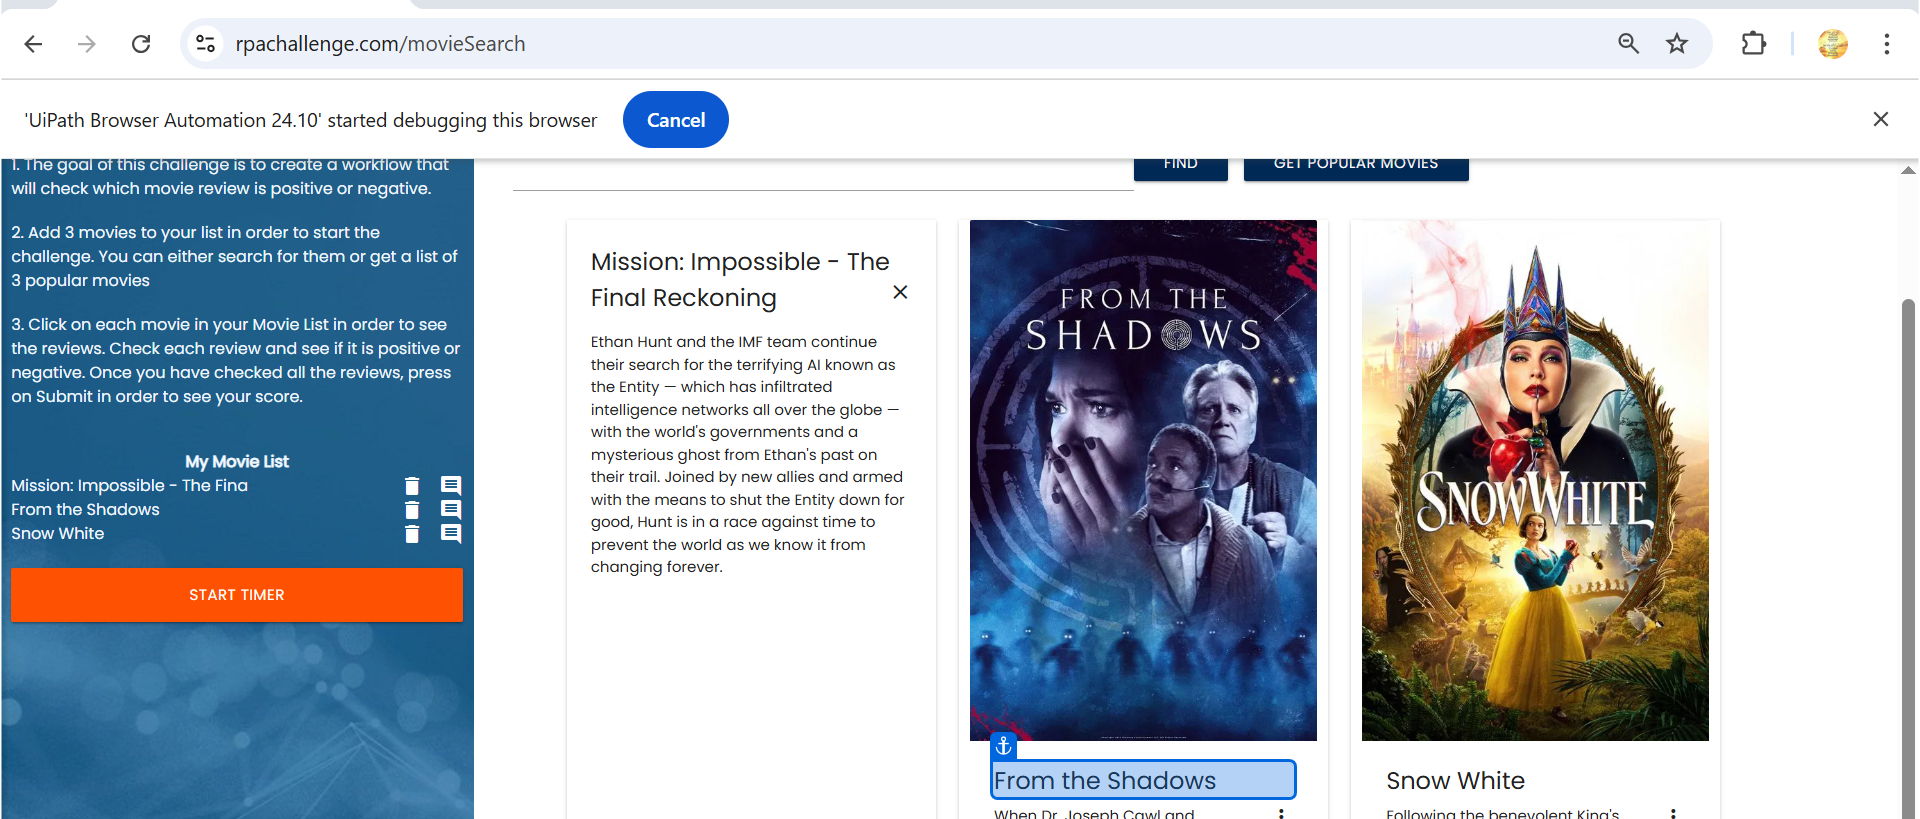 rpachallenge.com/movieSearch
'UiPath Browser Automation 24.10' started debugging this browser
Cancel
1. The goal of this challenge is to create a workflow that
will check which movie review is positive or negative.
2. Add 3 movies to your list in order to start the
challenge. You can either search for them or get a list of
3 popular movies
3. Click on each movie in your Movie List in order to see
the reviews. Check each review and see if it is positive or
negative. Once you have checked all the reviews, press
on Submit in order to see your score.
My Movie List
Mission: Impossible - The Fina
From the Shadows
Snow White
START TIMER
FIND
GET POPULAR MOVIES
Mission: Impossible - The
Final Reckoning
Ethan Hunt and the IMF team continue
their search for the terrifying AI known as
the Entity — which has infiltrated
intelligence networks all over the globe —
with the world's governments and a
mysterious ghost from Ethan's past on
their trail. Joined by new allies and armed
with the means to shut the Entity down for
good, Hunt is in a race against time to
prevent the world as we know it from
changing forever.
FROM THE
SHADOWS
From the Shadows
When Dr. Joseph Cawl and
SNOW WHITE
Snow White
Following the benevolent King's